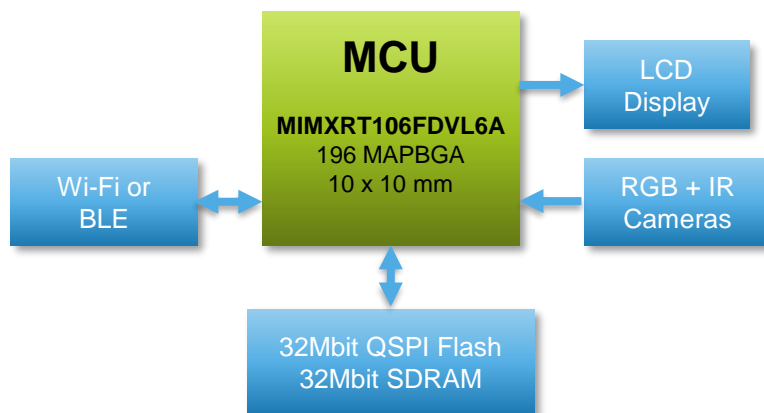 MCU
MIMXRT106FDVL6A
196 MAPBGA
10 x 10 mm
LCD
Display
Wi-Fi or
BLE
RGB + IR
Cameras
32Mbit QSPI Flash
32Mbit SDRAM